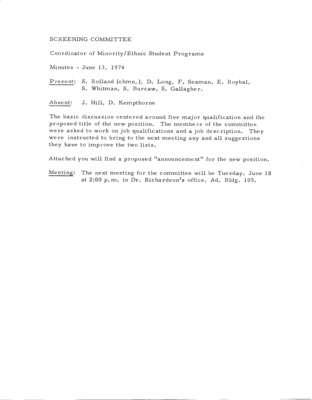 SCREENING COMMITTEE
Coordinator of Minority/Ethnic Student Programs
Minutes - June 13, 1974
Present: S. Rolland (chmn.), D. Long, F. Seaman, E. Roybal,
S. Whitman, S. Burcaw, S. Gallagher.
Absent: J. Hill, D. Kempthorne
The basic discussion centered around five major qualification and the
proposed title of the new position. The members of the committee
were asked to work on job qualifications and a job description. They
were instructed to bring to the next meeting any and all suggestions
they have to improve the two lists.
Attached you will find a proposed "announcement" for the new position.
Meeting: The next meeting for the committee will be Tuesday, June 18
at 2:00 p.m. in Dr. Richardson's office, Ad. Bldg. 105.